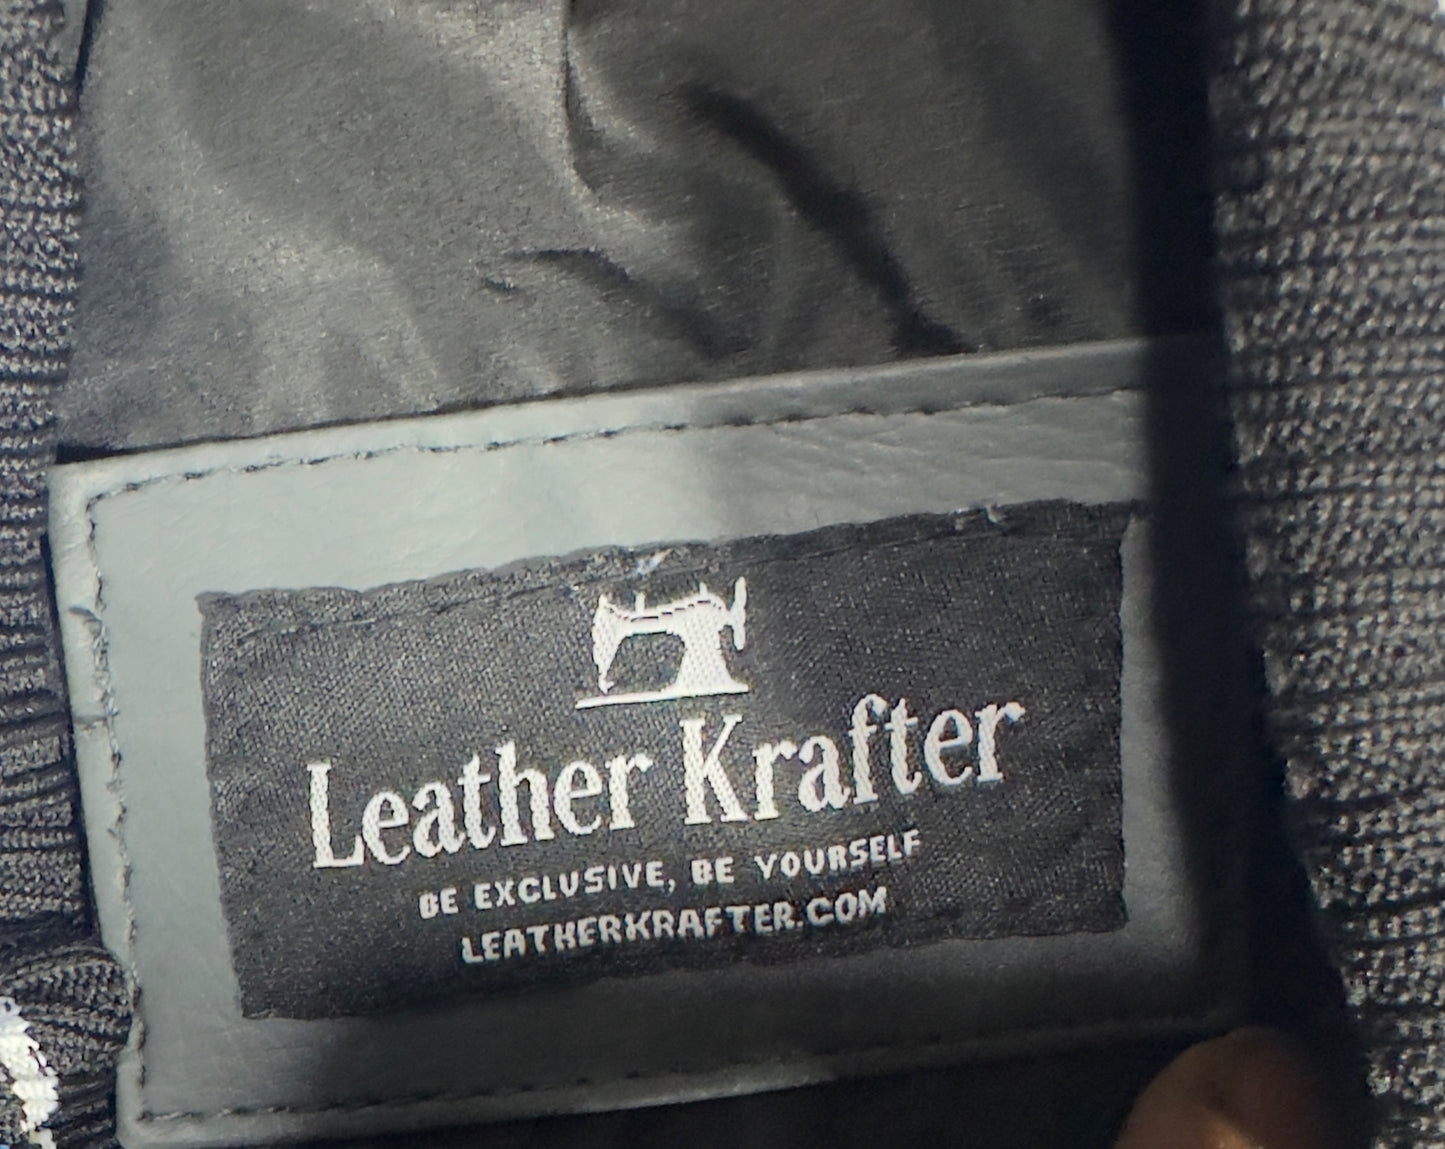 Leather Krafter
BE EXCLUSIVE, BE YOURSELF
LEATHERKRAFTER.COM